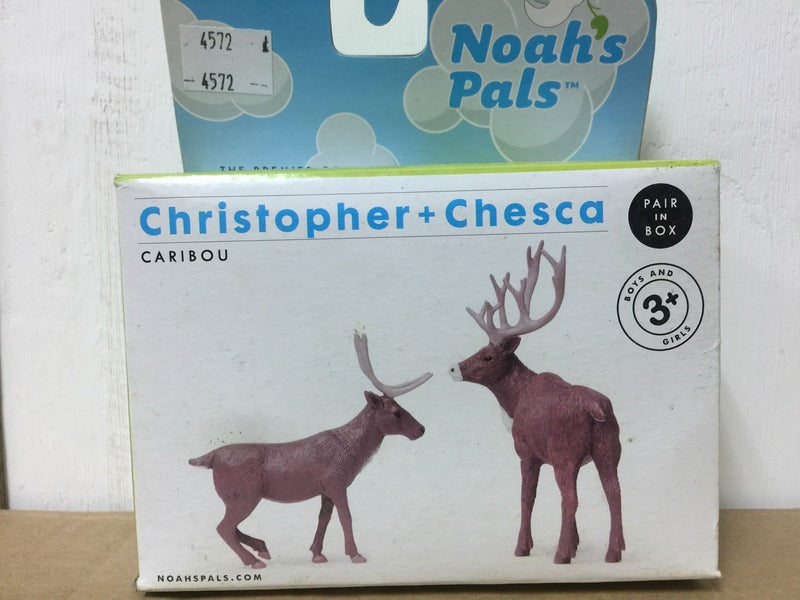 4572
4572
Noah's
Pals™
Christopher + Chesca
CARIBOU
PAIR
IN
BOX
BOYS AND
3+
GIRLS
NOAHSPALS.COM